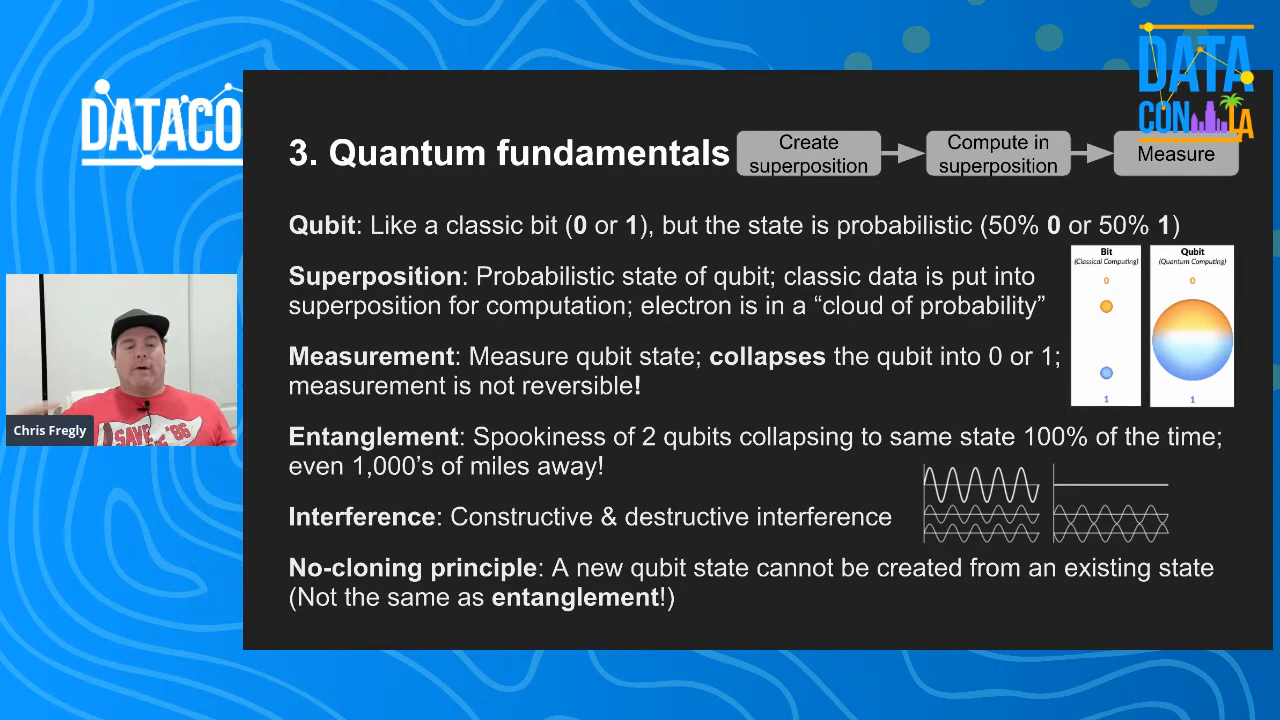 DATACO
DATA
CON LA
3. Quantum fundamentals
Create
superposition
Compute in
superposition
Measure
Qubit: Like a classic bit (0 or 1), but the state is probabilistic (50% 0 or 50% 1)
Superposition: Probabilistic state of qubit; classic data is put into
superposition for computation; electron is in a “cloud of probability”
Bit
(Classical Computing)
0
1
Qubit
(Quantum Computing)
0
1
Measurement: Measure qubit state; collapses the qubit into 0 or 1;
measurement is not reversible!
Entanglement: Spookiness of 2 qubits collapsing to same state 100% of the time;
even 1,000’s of miles away!
Interference: Constructive & destructive interference
No-cloning principle: A new qubit state cannot be created from an existing state
(Not the same as entanglement!)
SAVE
'86
Chris Fregly